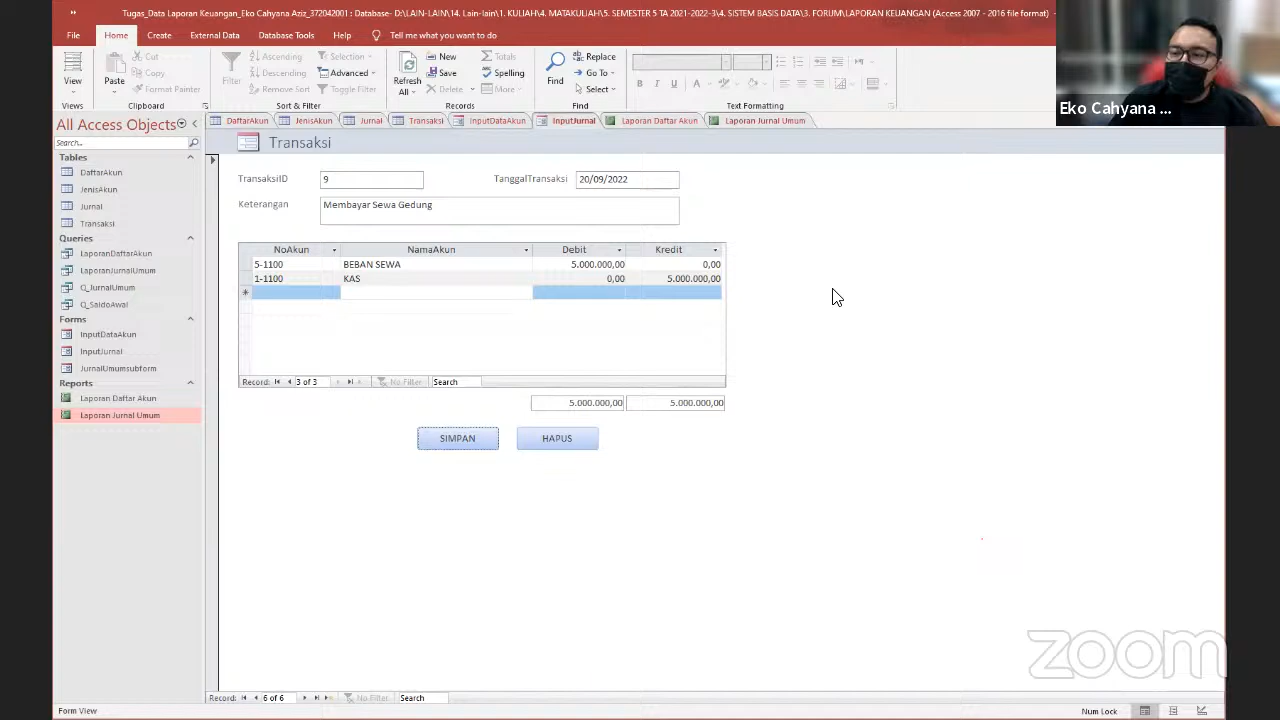 Tugas_Data Laporan Keuangan_Eko Cahyana Aziz_372042001 : Database- D:\LAIN-LAIN\14. Lain-lain\1. KULIAH\4. MATAKULIAH\5. SEMESTER 5 TA 2021-2022-3\4. SISTEM BASIS DATA\3. FORUM\LAPORAN KEUANGAN (Access 2007 - 2016 file format)
File Home Create External Data Database Tools Help Tell me what you want to do
Eko Cahyana ...
View
Views
Paste
Cut
Copy
Format Painter
Clipboard
Filter
Ascending
Descending
Remove Sort
Selection
Advanced
Toggle Filter
Sort & Filter
Refresh All
New
Save
Delete
Totals
Spelling
More
Records
Find
Replace
Go To
Select
Find
B I U A
Text Formatting
All Access Objects
Search...
Tables
DaftarAkun
JenisAkun
Jurnal
Transaksi
Queries
LaporanDaftarAkun
LaporanJurnalUmum
Q_JurnalUmum
Q_SaldoAwal
Forms
InputDataAkun
InputJurnal
JurnalUmumsubform
Reports
Laporan Daftar Akun
Laporan Jurnal Umum
DaftarAkun JenisAkun Jurnal Transaksi InputDataAkun InputJurnal Laporan Daftar Akun Laporan Jurnal Umum
Transaksi
TransaksiID 9 TanggalTransaksi 20/09/2022
Keterangan Membayar Sewa Gedung
NoAkun NamaAkun Debit Kredit
5-1100 BEBAN SEWA 5.000.000,00 0,00
1-1100 KAS 0,00 5.000.000,00
Record: 3 of 3 No Filter Search
5.000.000,00 5.000.000,00
SIMPAN HAPUS
zoom
Record: 6 of 6 No Filter Search
Form View Num Lock